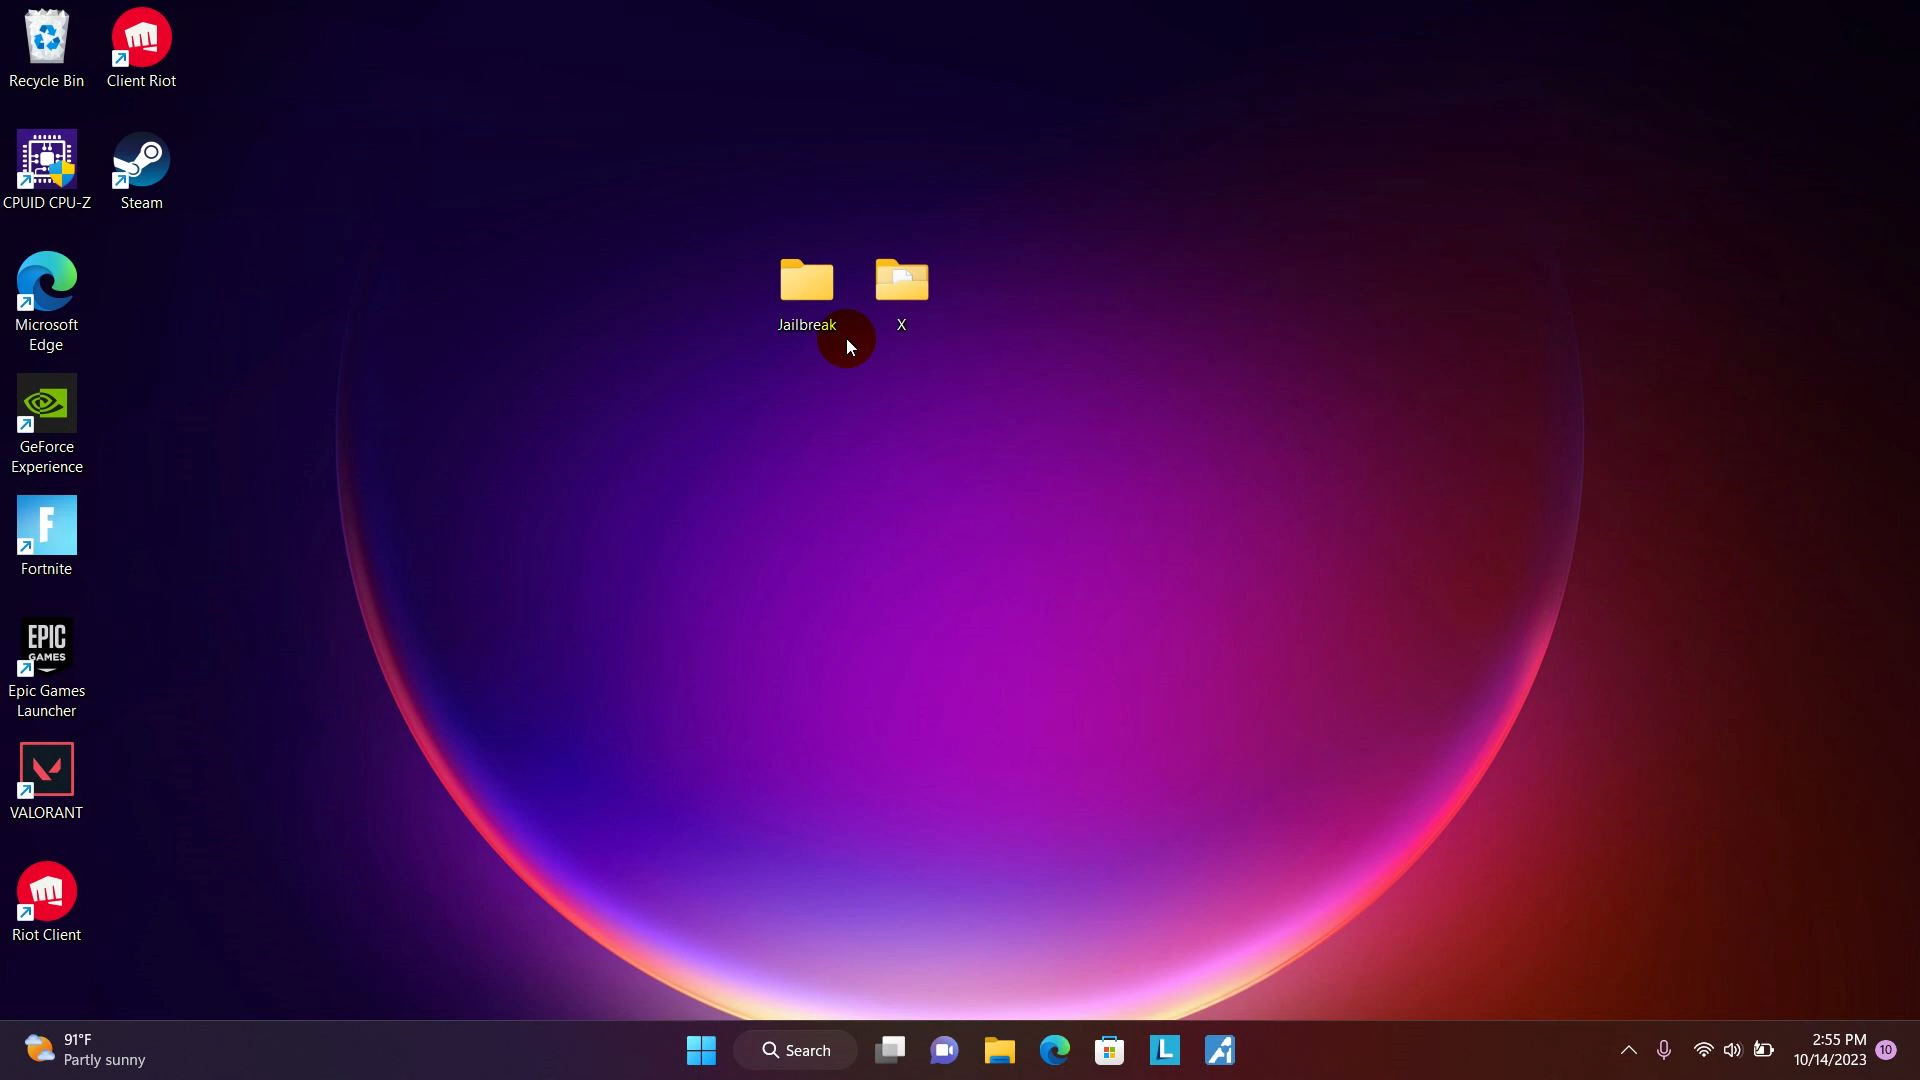 Recycle Bin
Client Riot
CPUID CPU-Z
Steam
Microsoft
Edge
GeForce
Experience
F
Fortnite
EPIC
GAMES
Epic Games
Launcher
VALORANT
Riot Client
Jailbreak
X
91°F
Partly sunny
Search
L
2:55 PM
10/14/2023
10